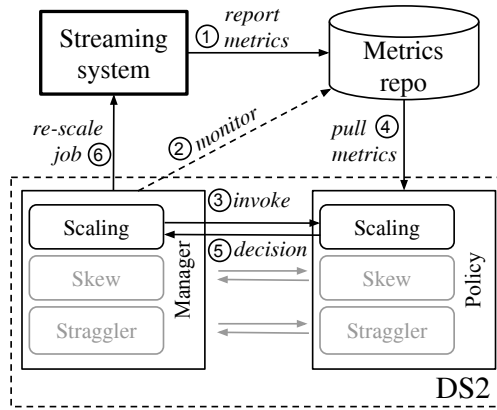 Streaming
system
① report
metrics
Metrics
repo
re-scale
job ⑥
② monitor
pull ④
metrics
Scaling
Skew
Straggler
Manager
③ invoke
⑤ decision
Scaling
Skew
Straggler
Policy
DS2